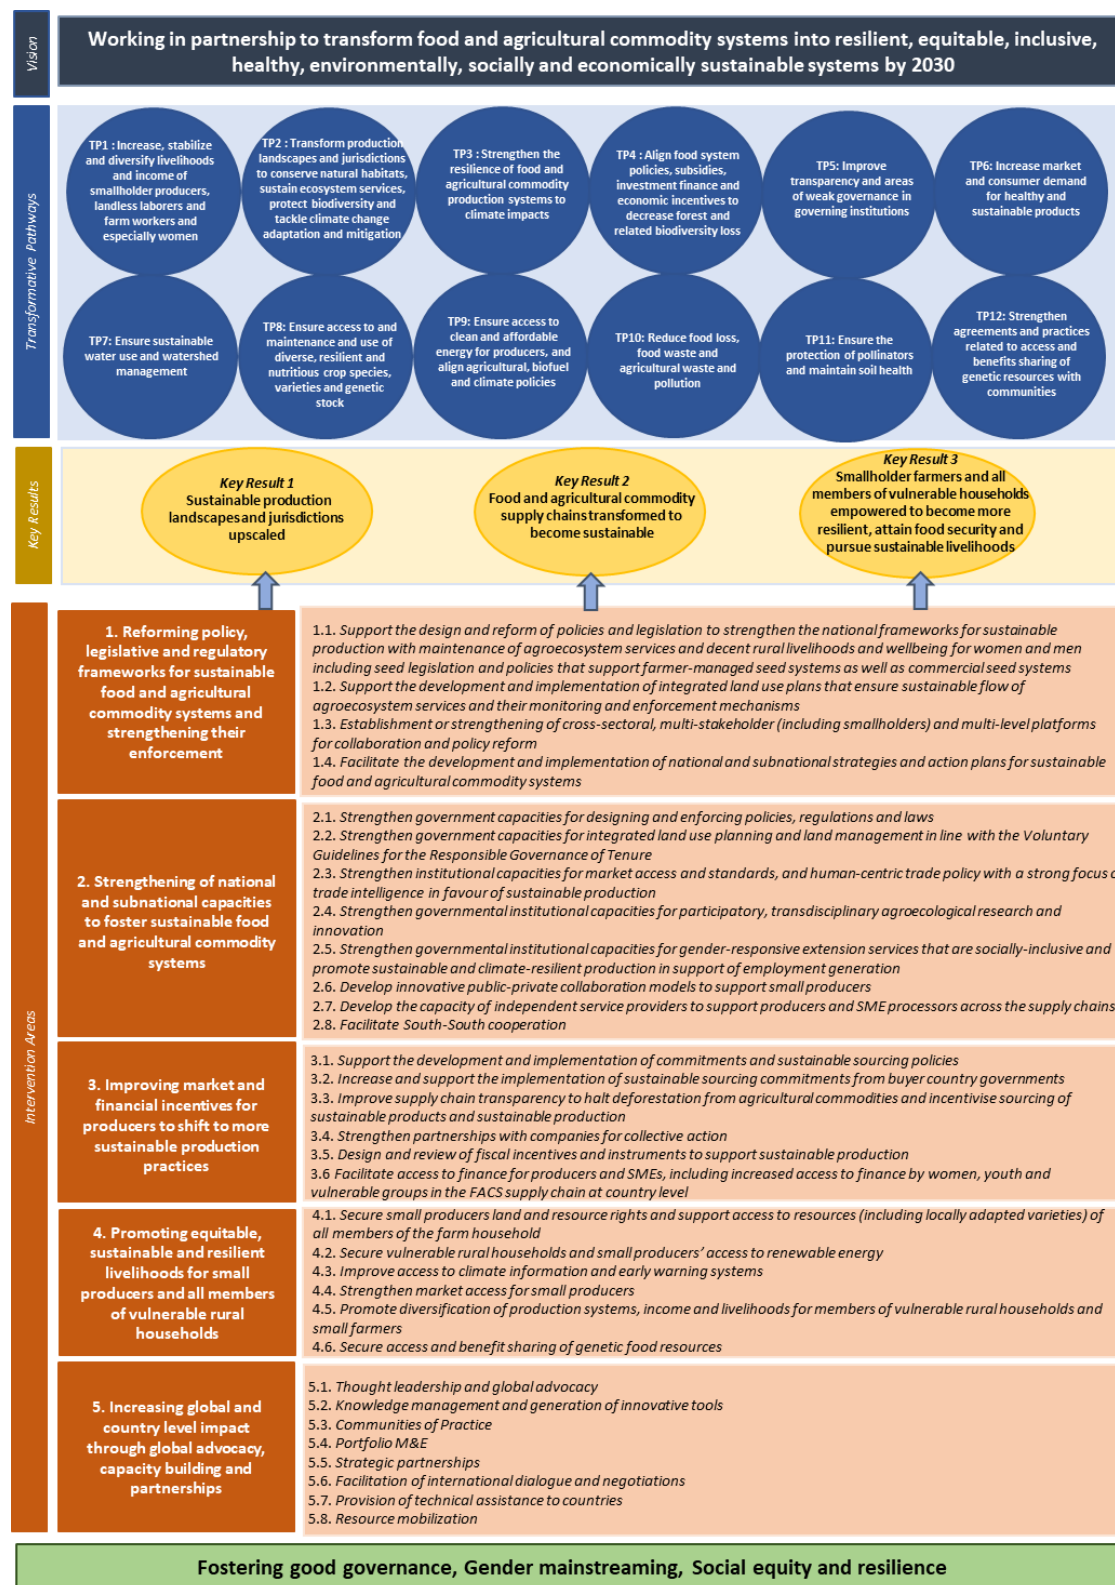 Vision
Working in partnership to transform food and agricultural commodity systems into resilient, equitable, inclusive,
healthy, environmentally, socially and economically sustainable systems by 2030
Transformative Pathways
TP1 : Increase, stabilize
and diversify livelihoods
and income of
smallholder producers,
landless laborers and
farm workers and
especially women
TP2 : Transform production
landscapes and jurisdictions
to conserve natural habitats,
sustain ecosystem services,
protect biodiversity and
tackle climate change
adaptation and mitigation
TP3 : Strengthen the
resilience of food and
agricultural commodity
production systems to
climate impacts
TP4 : Align food system
policies, subsidies,
investment finance and
economic incentives to
decrease forest and
related biodiversity loss
TP5: Improve
transparency and areas
of weak governance in
governing institutions
TP6: Increase market
and consumer demand
for healthy and
sustainable products
TP7: Ensure sustainable
water use and watershed
management
TP8: Ensure access to and
maintenance and use of
diverse, resilient and
nutritious crop species,
varieties and genetic
stock
TP9: Ensure access to
clean and affordable
energy for producers, and
align agricultural, biofuel
and climate policies
TP10: Reduce food loss,
food waste and
agricultural waste and
pollution
TP11: Ensure the
protection of pollinators
and maintain soil health
TP12: Strengthen
agreements and practices
related to access and
benefits sharing of
genetic resources with
communities
Key Results
Key Result 1
Sustainable production
landscapes and jurisdictions
upscaled
Key Result 2
Food and agricultural commodity
supply chains transformed to
become sustainable
Key Result 3
Smallholder farmers and all
members of vulnerable households
empowered to become more
resilient, attain food security and
pursue sustainable livelihoods
Intervention Areas
1. Reforming policy,
legislative and regulatory
frameworks for sustainable
food and agricultural
commodity systems and
strengthening their
enforcement
1.1. Support the design and reform of policies and legislation to strengthen the national frameworks for sustainable
production with maintenance of agroecosystem services and decent rural livelihoods and wellbeing for women and men
including seed legislation and policies that support farmer-managed seed systems as well as commercial seed systems
1.2. Support the development and implementation of integrated land use plans that ensure sustainable flow of
agroecosystem services and their monitoring and enforcement mechanisms
1.3. Establishment or strengthening of cross-sectoral, multi-stakeholder (including smallholders) and multi-level platforms
for collaboration and policy reform
1.4. Facilitate the development and implementation of national and subnational strategies and action plans for sustainable
food and agricultural commodity systems
2. Strengthening of national
and subnational capacities
to foster sustainable food
and agricultural commodity
systems
2.1. Strengthen government capacities for designing and enforcing policies, regulations and laws
2.2. Strengthen government capacities for integrated land use planning and land management in line with the Voluntary
Guidelines for the Responsible Governance of Tenure
2.3. Strengthen institutional capacities for market access and standards, and human-centric trade policy with a strong focus
trade intelligence in favour of sustainable production
2.4. Strengthen governmental institutional capacities for participatory, transdisciplinary agroecological research and
innovation
2.5. Strengthen governmental institutional capacities for gender-responsive extension services that are socially-inclusive and
promote sustainable and climate-resilient production in support of employment generation
2.6. Develop innovative public-private collaboration models to support small producers
2.7. Develop the capacity of independent service providers to support producers and SME processors across the supply chains
2.8. Facilitate South-South cooperation
3. Improving market and
financial incentives for
producers to shift to more
sustainable production
practices
3.1. Support the development and implementation of commitments and sustainable sourcing policies
3.2. Increase and support the implementation of sustainable sourcing commitments from buyer country governments
3.3. Improve supply chain transparency to halt deforestation from agricultural commodities and incentivise sourcing of
sustainable products and sustainable production
3.4. Strengthen partnerships with companies for collective action
3.5. Design and review of fiscal incentives and instruments to support sustainable production
3.6 Facilitate access to finance for producers and SMEs, including increased access to finance by women, youth and
vulnerable groups in the FACS supply chain at country level
4. Promoting equitable,
sustainable and resilient
livelihoods for small
producers and all members
of vulnerable rural
households
4.1. Secure small producers land and resource rights and support access to resources (including locally adapted varieties) of
all members of the farm household
4.2. Secure vulnerable rural households and small producers’ access to renewable energy
4.3. Improve access to climate information and early warning systems
4.4. Strengthen market access for small producers
4.5. Promote diversification of production systems, income and livelihoods for members of vulnerable rural households and
small farmers
4.6. Secure access and benefit sharing of genetic food resources
5. Increasing global and
country level impact
through global advocacy,
capacity building and
partnerships
5.1. Thought leadership and global advocacy
5.2. Knowledge management and generation of innovative tools
5.3. Communities of Practice
5.4. Portfolio M&E
5.5. Strategic partnerships
5.6. Facilitation of international dialogue and negotiations
5.7. Provision of technical assistance to countries
5.8. Resource mobilization
Fostering good governance, Gender mainstreaming, Social equity and resilience